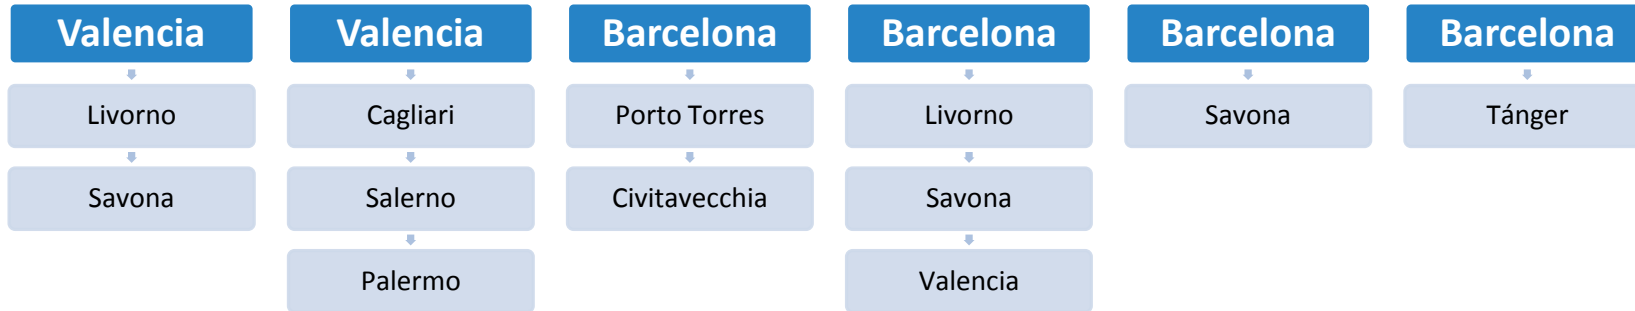 Valencia
Livorno
Savona
Valencia
Cagliari
Salerno
Palermo
Barcelona
Porto Torres
Civitavecchia
Barcelona
Livorno
Savona
Valencia
Barcelona
Savona
Barcelona
Tánger